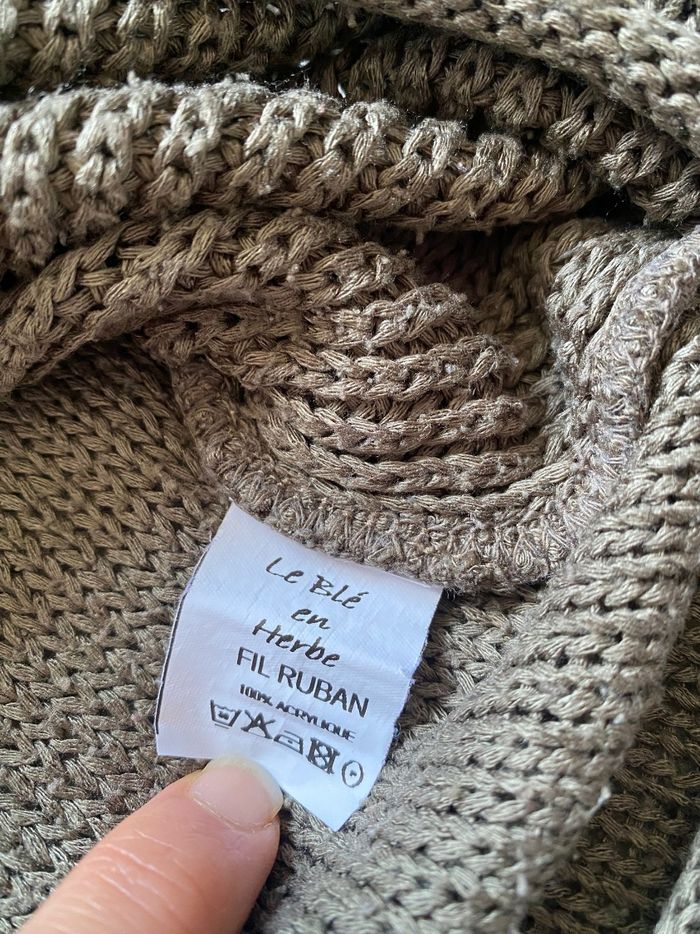 Le Blé
en
Herbe
FIL RUBAN
100% ACRYLIQUE